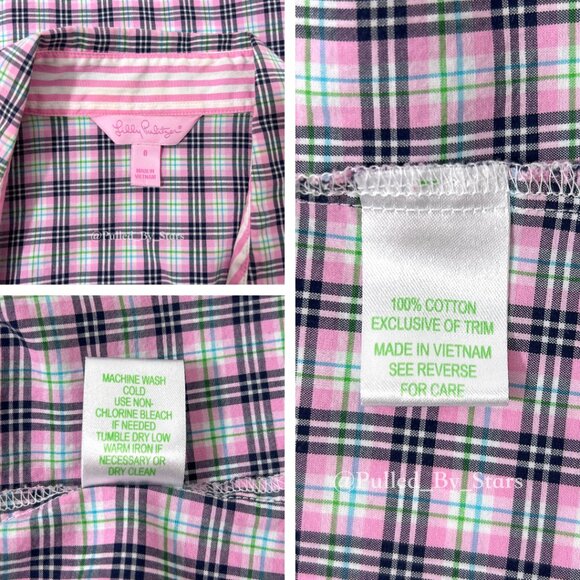 Lilly Pulitzer
0
MADE IN
VIETNAM
@Pulled_By_Stars
100% COTTON
EXCLUSIVE OF TRIM
MADE IN VIETNAM
SEE REVERSE
FOR CARE
MACHINE WASH
COLD
USE NON-
CHLORINE BLEACH
IF NEEDED
TUMBLE DRY LOW
WARM IRON IF
NECESSARY OR
DRY CLEAN
@Pulled_By_Stars